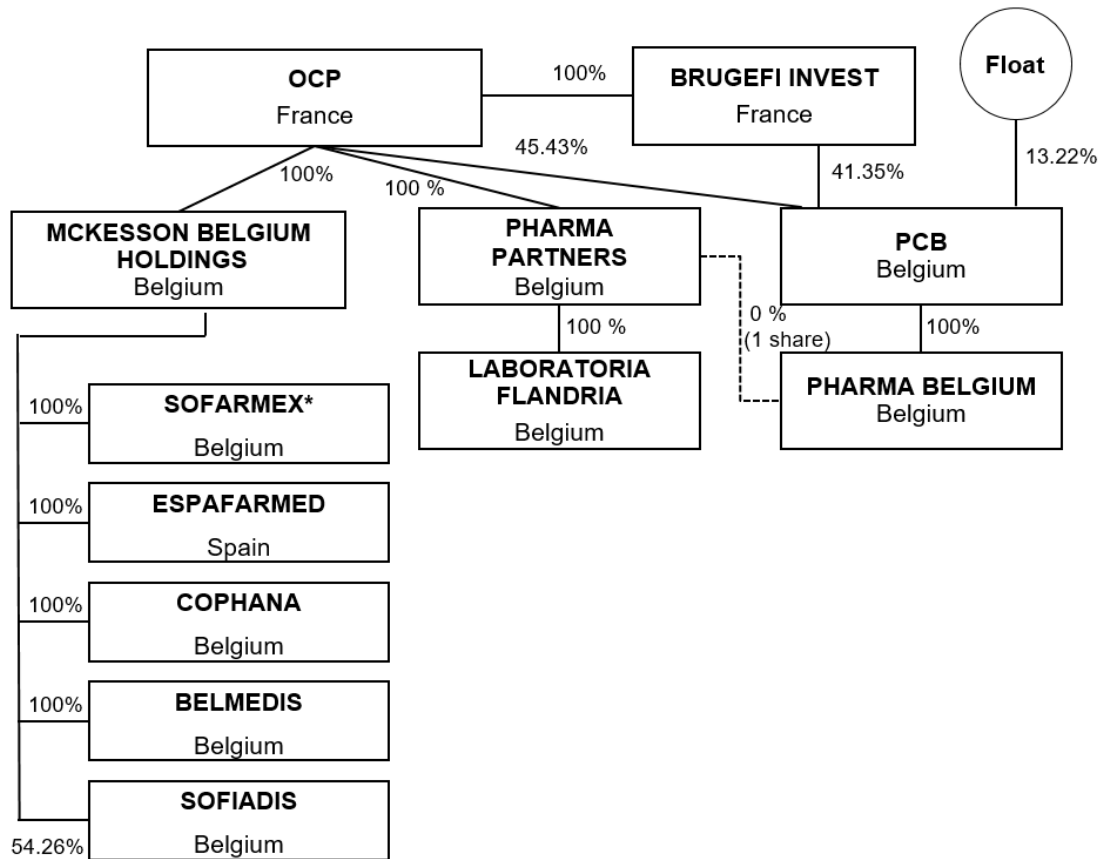 OCP
France
100%
BRUGEFI INVEST
France
Float
45.43%
41.35%
13.22%
100%
100 %
MCKESSON BELGIUM
HOLDINGS
Belgium
PHARMA
PARTNERS
Belgium
PCB
Belgium
100 %
0 %
(1 share)
100%
LABORATORIA
FLANDRIA
Belgium
PHARMA BELGIUM
Belgium
100%
SOFARMEX*
Belgium
100%
ESPAFARMED
Spain
100%
COPHANA
Belgium
100%
BELMEDIS
Belgium
54.26%
SOFIADIS
Belgium